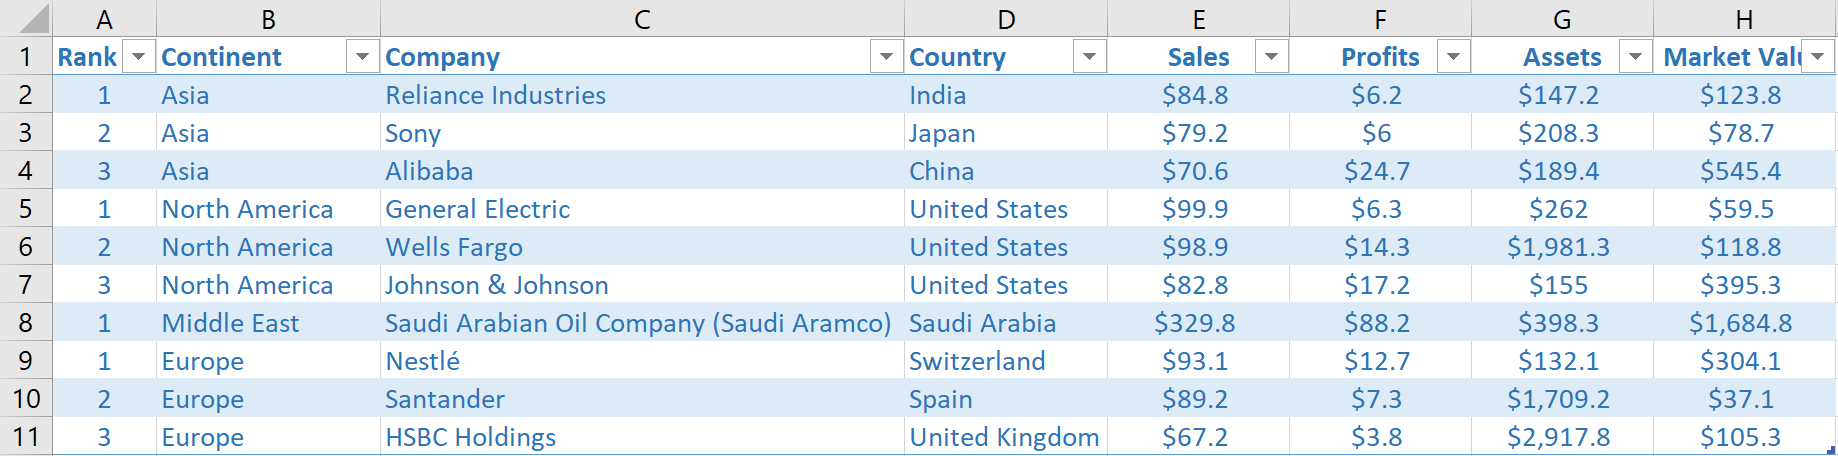 A B C D E F G H
1 Rank Continent Company Country Sales Profits Assets Market Valu
2 1 Asia Reliance Industries India $84.8 $6.2 $147.2 $123.8
3 2 Asia Sony Japan $79.2 $6 $208.3 $78.7
4 3 Asia Alibaba China $70.6 $24.7 $189.4 $545.4
5 1 North America General Electric United States $99.9 $6.3 $262 $59.5
6 2 North America Wells Fargo United States $98.9 $14.3 $1,981.3 $118.8
7 3 North America Johnson & Johnson United States $82.8 $17.2 $155 $395.3
8 1 Middle East Saudi Arabian Oil Company (Saudi Aramco) Saudi Arabia $329.8 $88.2 $398.3 $1,684.8
9 1 Europe Nestlé Switzerland $93.1 $12.7 $132.1 $304.1
10 2 Europe Santander Spain $89.2 $7.3 $1,709.2 $37.1
11 3 Europe HSBC Holdings United Kingdom $67.2 $3.8 $2,917.8 $105.3